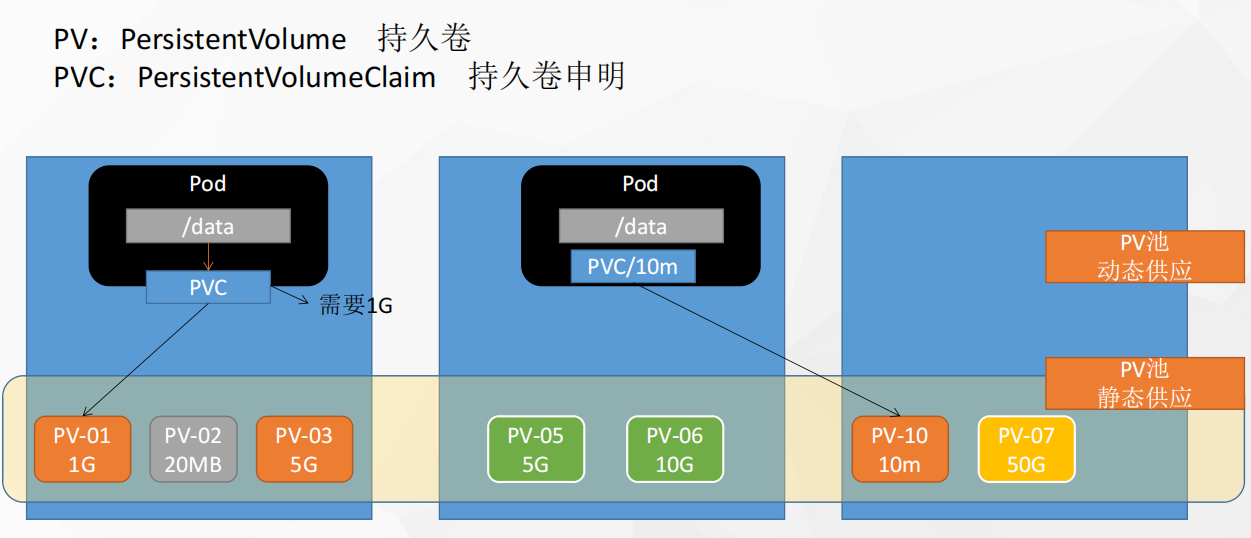 PV：PersistentVolume 持久卷
PVC：PersistentVolumeClaim 持久卷申明
Pod
/data
PVC
需要1G
Pod
/data
PVC/10m
PV池
动态供应
PV池
静态供应
PV-01
1G
PV-02
20MB
PV-03
5G
PV-05
5G
PV-06
10G
PV-10
10m
PV-07
50G